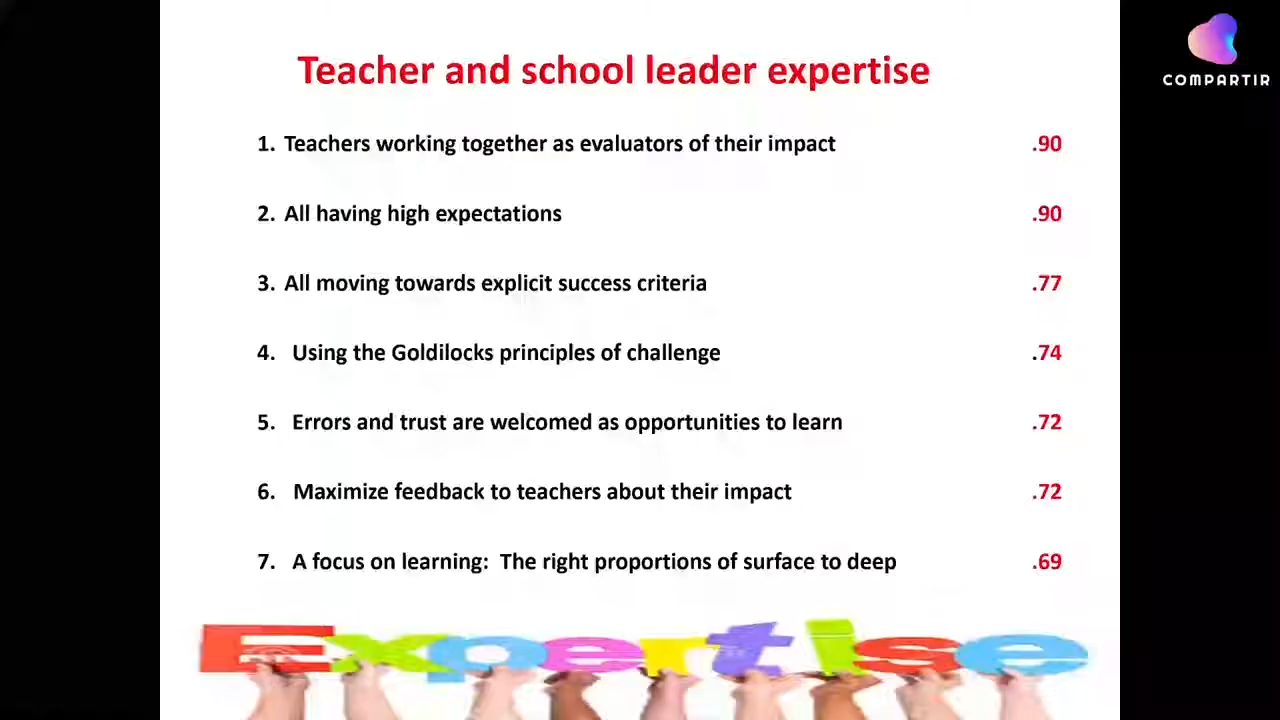 COMPARTIR
Teacher and school leader expertise
1. Teachers working together as evaluators of their impact .90
2. All having high expectations .90
3. All moving towards explicit success criteria .77
4. Using the Goldilocks principles of challenge .74
5. Errors and trust are welcomed as opportunities to learn .72
6. Maximize feedback to teachers about their impact .72
7. A focus on learning: The right proportions of surface to deep .69
Expertise